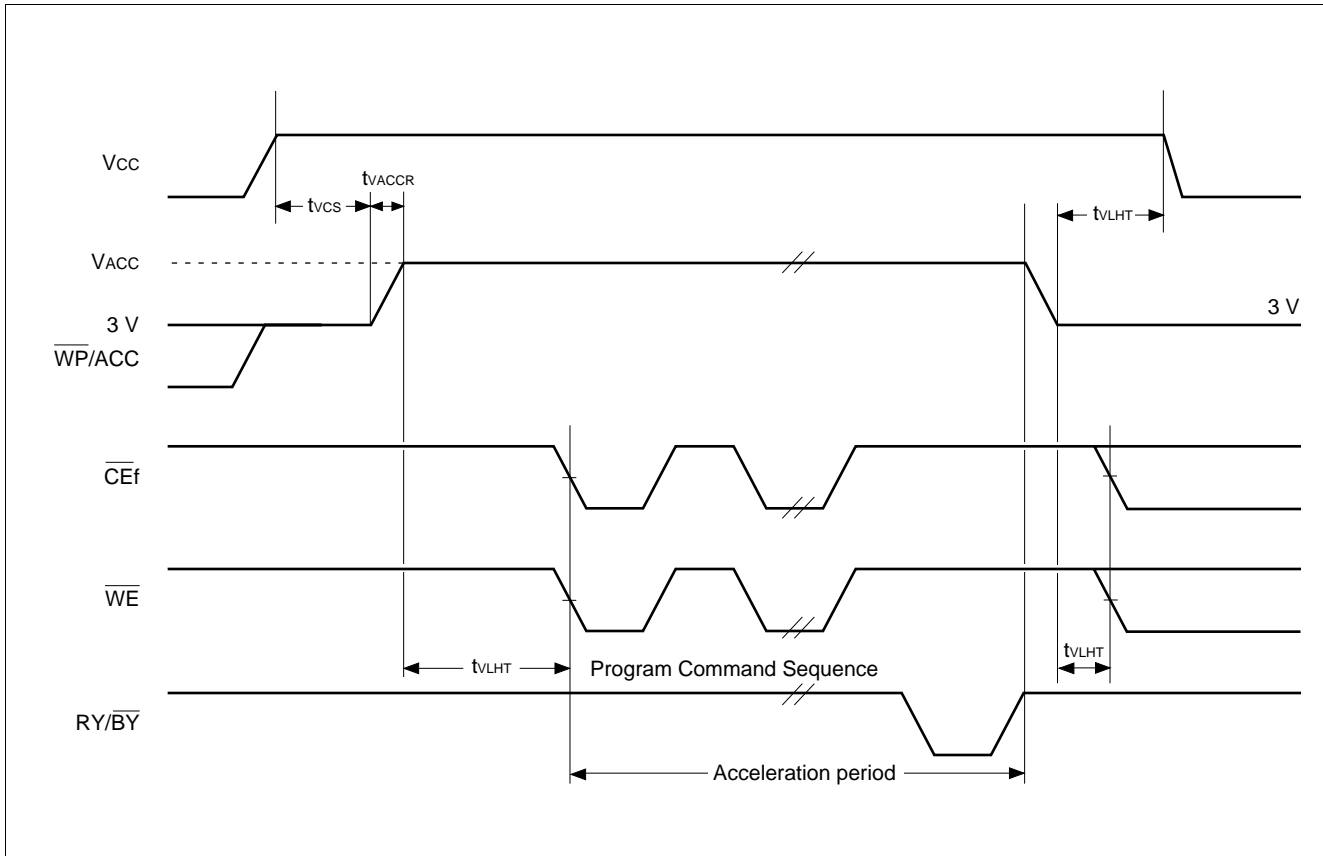 VCC
tVACCR
tVCS
tVLHT
VACC
3 V
3 V
WP/ACC
CEf
WE
tVLHT
Program Command Sequence
tVLHT
RY/BY
Acceleration period